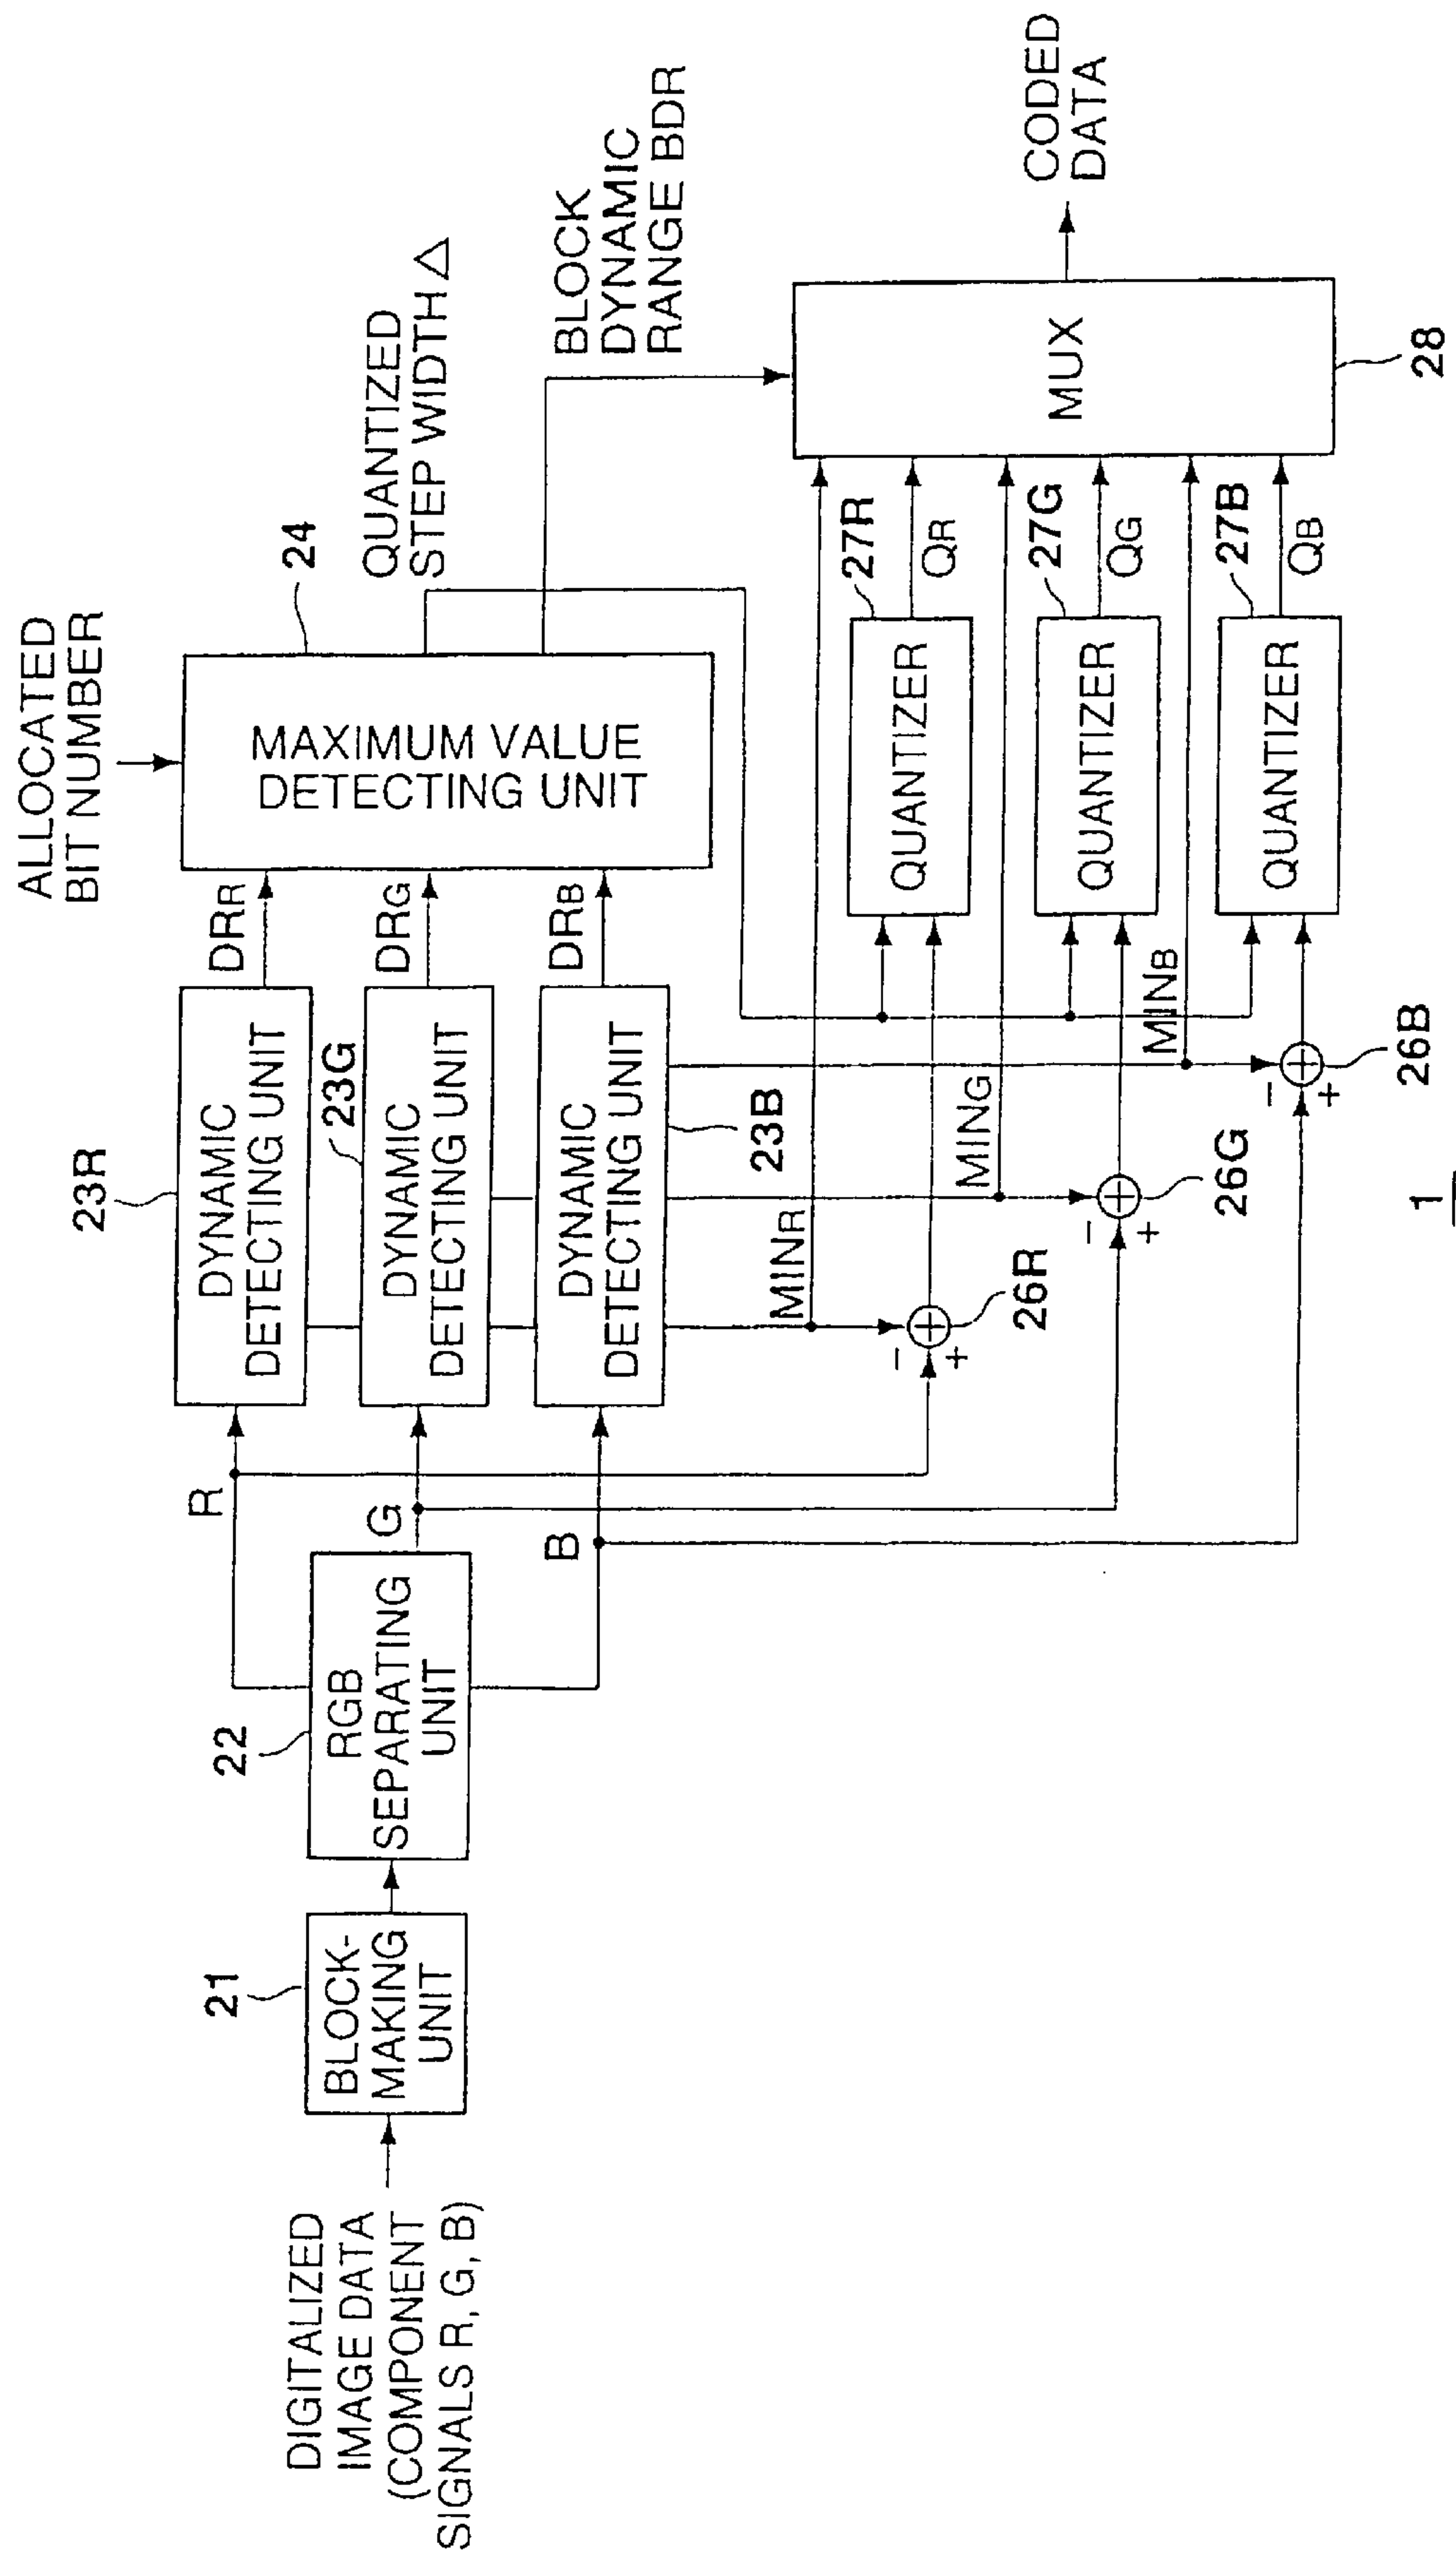 DIGITALIZED
IMAGE DATA
(COMPONENT
SIGNALS R, G, B)
21
BLOCK-
MAKING
UNIT
22
RGB
SEPARATING
UNIT
R
G
B
23R
DYNAMIC
DETECTING UNIT
23G
DYNAMIC
DETECTING UNIT
23B
DYNAMIC
DETECTING UNIT
DRR
DRG
DRB
ALLOCATED
BIT NUMBER
24
MAXIMUM VALUE
DETECTING UNIT
QUANTIZED
STEP WIDTH △
BLOCK
DYNAMIC
RANGE BDR
MINR
−
+
26R
MING
−
+
26G
MINB
−
+
26B
27R
QUANTIZER
QR
27G
QUANTIZER
QG
27B
QUANTIZER
QB
MUX
28
CODED
DATA
1